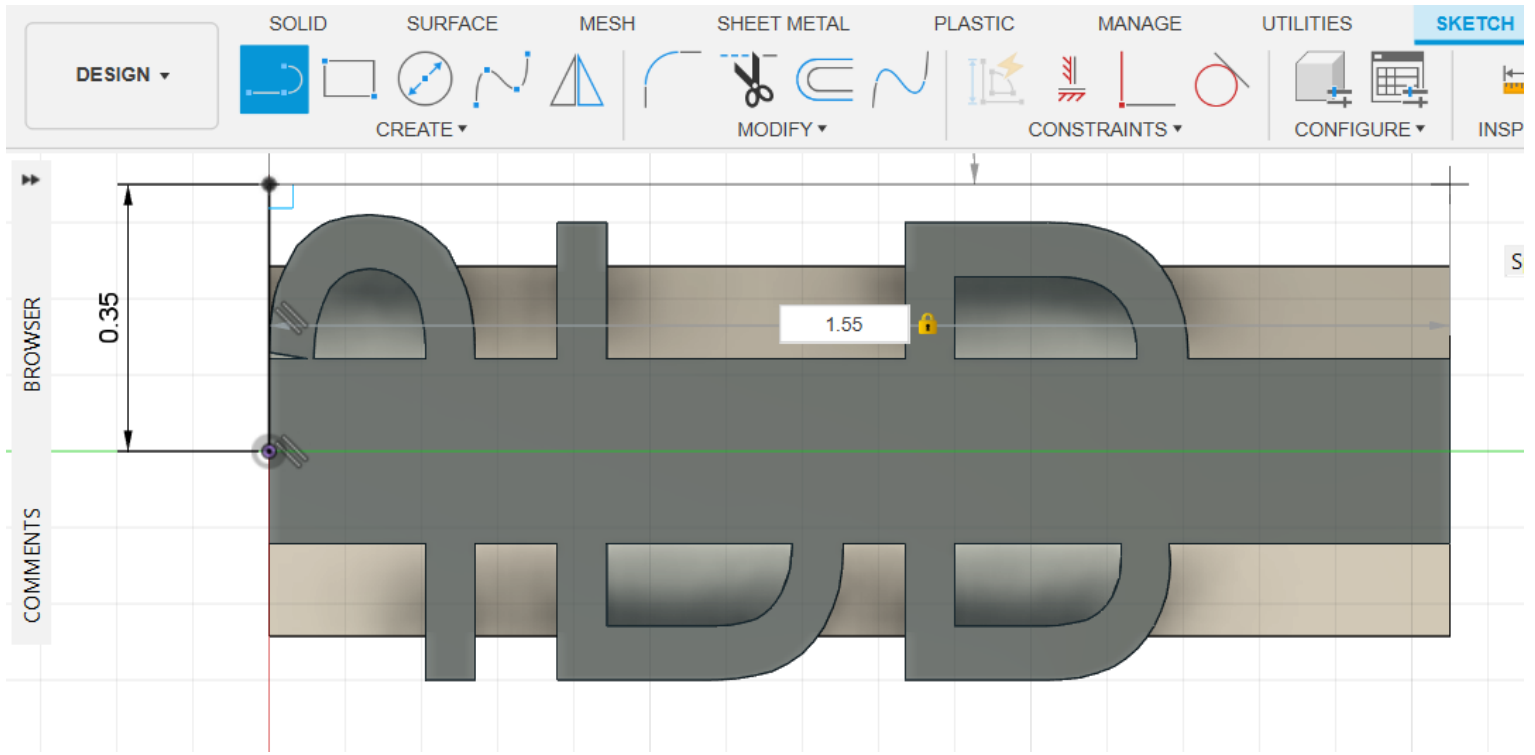 SOLID SURFACE MESH SHEET METAL PLASTIC MANAGE UTILITIES SKETCH
DESIGN
CREATE MODIFY CONSTRAINTS CONFIGURE INSP
BROWSER
0.35
1.55
S
COMMENTS